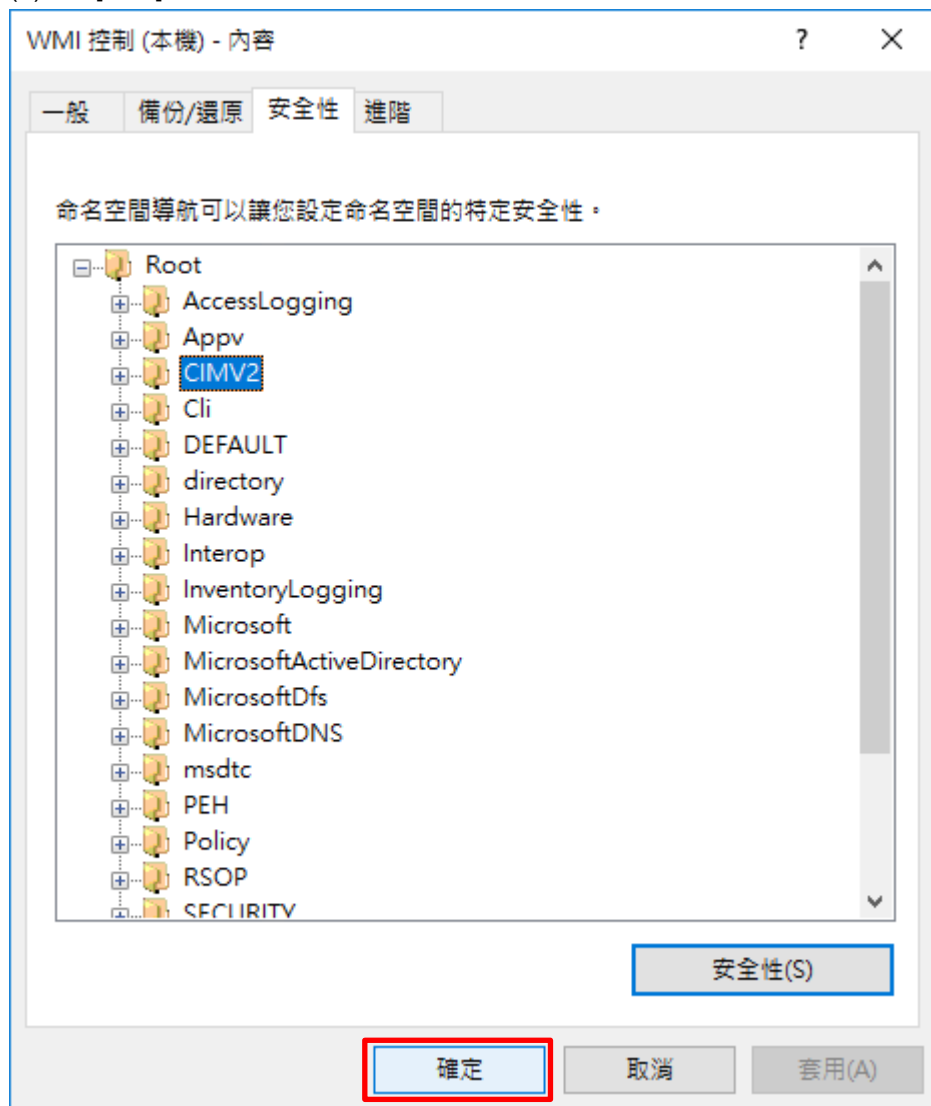 WMI 控制 (本機) - 內容 ?
一般 備份/還原 安全性 進階
命名空間導航可以讓您設定命名空間的特定安全性。
Root
AccessLogging
Appv
CIMV2
Cli
DEFAULT
directory
Hardware
Interop
InventoryLogging
Microsoft
MicrosoftActiveDirectory
MicrosoftDfs
MicrosoftDNS
msdtc
PEH
Policy
RSOP
SECURITY
安全性(S)
確定 取消 套用(A)